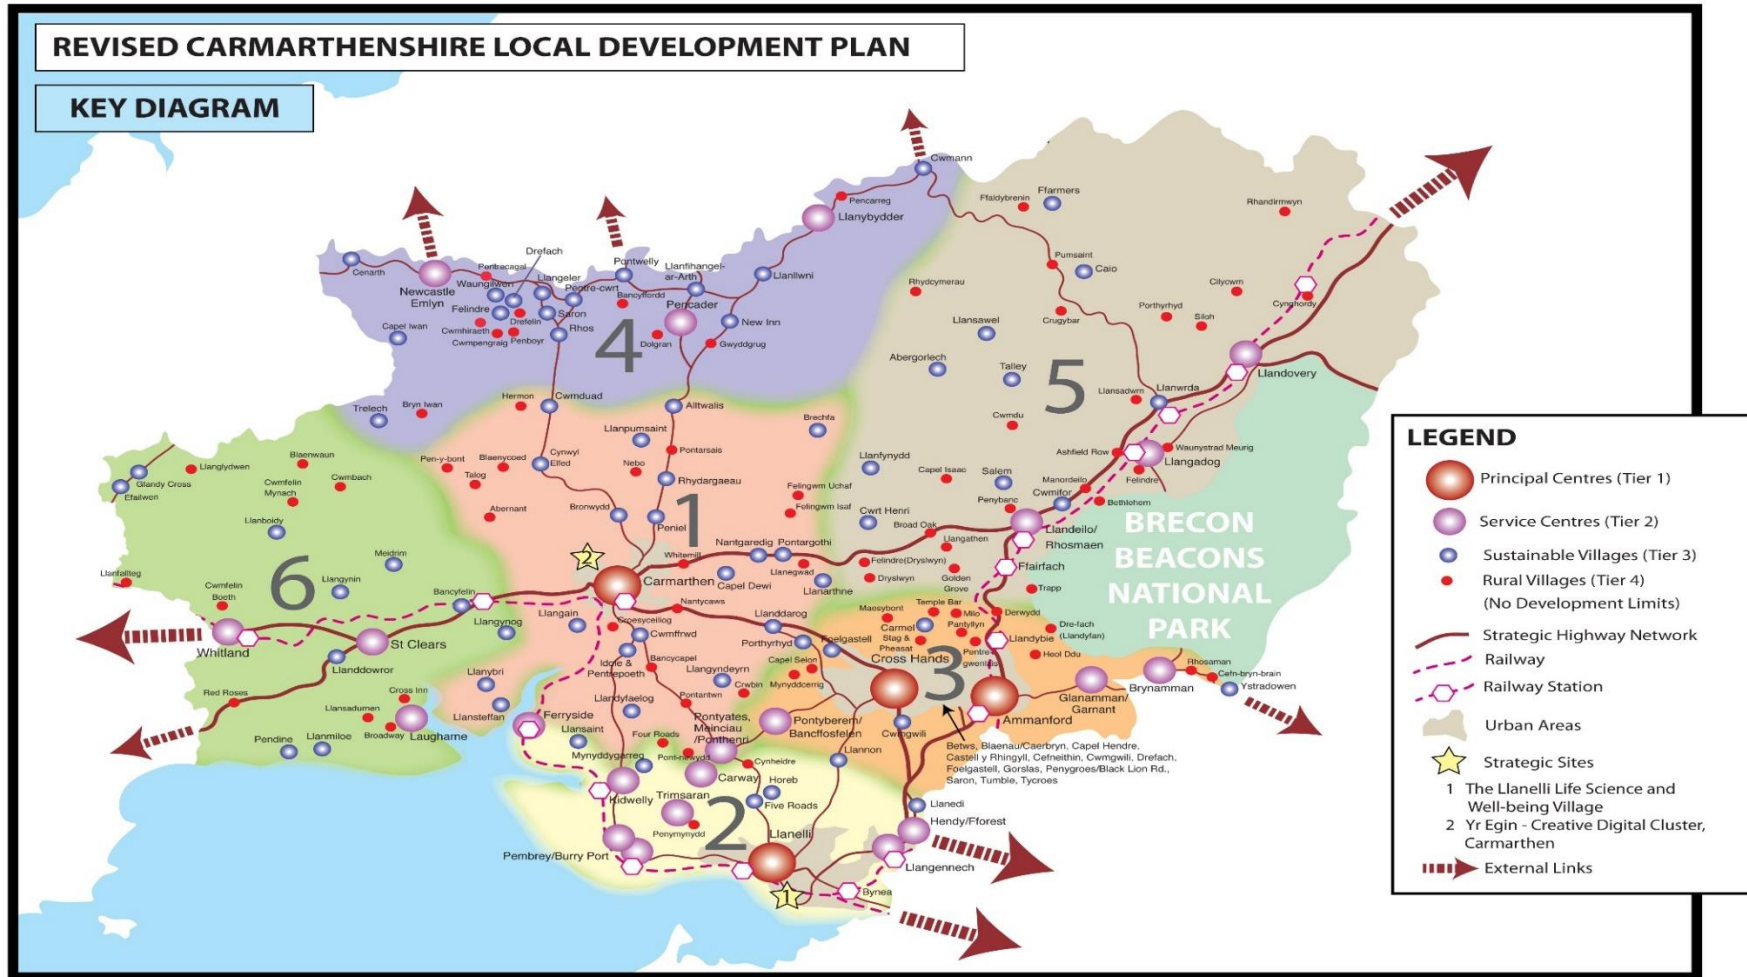 REVISED CARMARTHENSHIRE LOCAL DEVELOPMENT PLAN
KEY DIAGRAM
Cwmann
Pencarreg
Llanybydder
Ffaldybrenin
Ffarmers
Rhandirmwyn
Drefach
Cenarth
Pentrecagal
Llangeler
Pontwelly
Llanfihangel-
ar-Arth
Llanllwni
Pumsaint
Caio
Newcastle
Emlyn
Waungilwen
Pentre-cwrt
Bancyffordd
Pencader
Rhydcymerau
Cilycwm
Cynghordy
Felindre
Saron
Drefelin
Cwmhiraeth
Cwmpengraig
Penboyr
Rhos
Capel Iwan
4
Dolgran
New Inn
Gwyddgrug
Llansawel
Crugybar
Porthyrhyd
Siloh
Abergorlech
Talley
5
Llansadwrn
Llanwrda
Llandovery
Trelech
Bryn Iwan
Hermon
Cwmduad
Alltwalis
Brechfa
Cwmdu
Llanpumsaint
Pontarsais
Cynwyl
Elfed
Pen-y-bont
Blaenycoed
Talog
Nebo
Rhydargaeau
Llanfynydd
Capel Isaac
Salem
Ashfield Row
Waunystrad Meurig
Llangadog
Felindre
Manordeilo
Cwmifor
Bethlehem
Penybanc
Llanglydwen
Blaenwaun
Glandy Cross
Efailwen
Cwmfelin
Mynach
Cwmbach
Abernant
Bronwydd
Peniel
1
Felingwm Uchaf
Felingwm Isaf
Cwrt Henri
Broad Oak
Llandeilo/
Rhosmaen
BRECON
BEACONS
NATIONAL
PARK
Llanboidy
Meidrim
Llanfallteg
6
Cwmfelin
Boeth
Llangynin
Bancyfelin
2
Carmarthen
Whitemill
Nantgaredig
Pontargothi
Capel Dewi
Llanegwad
Llanarthne
Felindre(Dryslwyn)
Dryslwyn
Llangathen
Golden
Grove
Ffairfach
Trapp
Whitland
St Clears
Llangynog
Llangain
Nantycaws
Croesyceiliog
Cwmffrwd
Llanddarog
Porthyrhyd
Foelgastell
Maesybont
Temple Bar
Carmel
Milo
Stag &
Pheasat
Pantyllyn
Pentre-
gwenlais
Derwydd
Llandybie
Dre-fach
(Llandyfan)
Heol Ddu
Llanddowror
Red Roses
Llanybri
Llansteffan
Idole &
Pentrepoeth
Bancycapel
Llangyndeyrn
Crwbin
Capel Seion
Mynyddcerrig
Cross Hands
3
Ammanford
Glanamman/
Garnant
Brynamman
Rhosaman
Cefn-bryn-brain
Ystradowen
Cross Inn
Llansadurnen
Broadway
Laugharne
Pendine
Llanmiloe
Ferryside
Llandyfaelog
Pontantwn
Llansaint
Four Roads
Mynyddygarreg
Pont-newydd
Pontyates,
Meinciau
/Ponthenri
Pontyberem/
Bancffosfelen
Cwmgwili
Llannon
Betws, Blaenau/Caerbryn, Capel Hendre,
Castell y Rhingyll, Cefneithin, Cwmgwili, Drefach,
Foelgastell, Gorslas, Penygroes/Black Lion Rd.,
Saron, Tumble, Tycroes
Cynheidre
Carway
Horeb
Five Roads
Kidwelly
Trimsaran
Penymynydd
2
Llanelli
Llanedi
Hendy/Fforest
Pembrey/Burry Port
Llangennech
Bynea
1
LEGEND
Principal Centres (Tier 1)
Service Centres (Tier 2)
Sustainable Villages (Tier 3)
Rural Villages (Tier 4)
(No Development Limits)
Strategic Highway Network
Railway
Railway Station
Urban Areas
Strategic Sites
1 The Llanelli Life Science and
Well-being Village
2 Yr Egin - Creative Digital Cluster,
Carmarthen
External Links